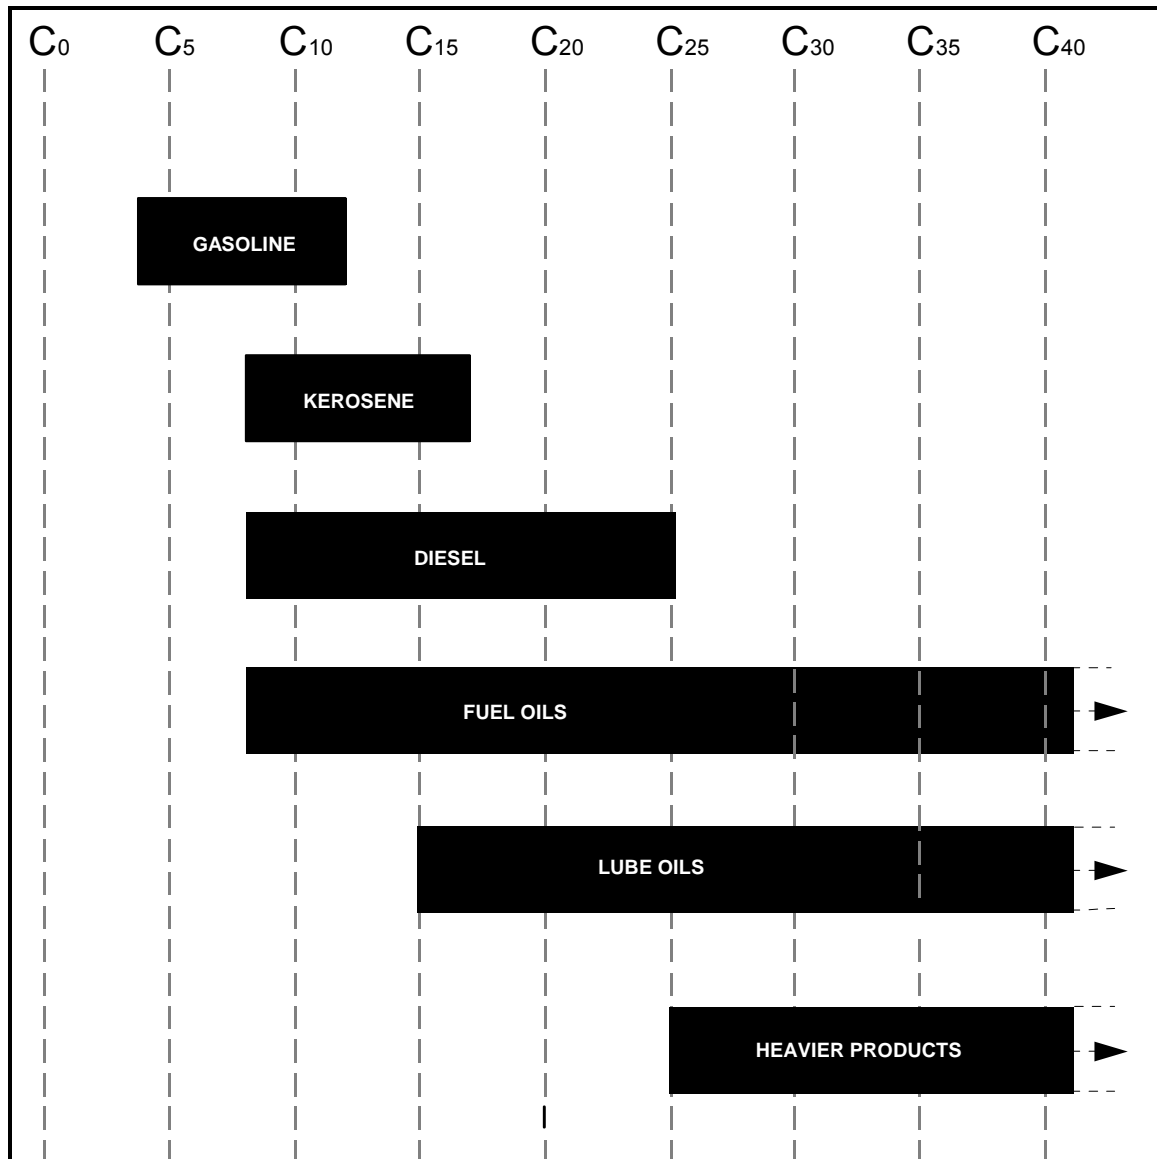 C0 C5 C10 C15 C20 C25 C30 C35 C40
GASOLINE
KEROSENE
DIESEL
FUEL OILS
LUBE OILS
HEAVIER PRODUCTS